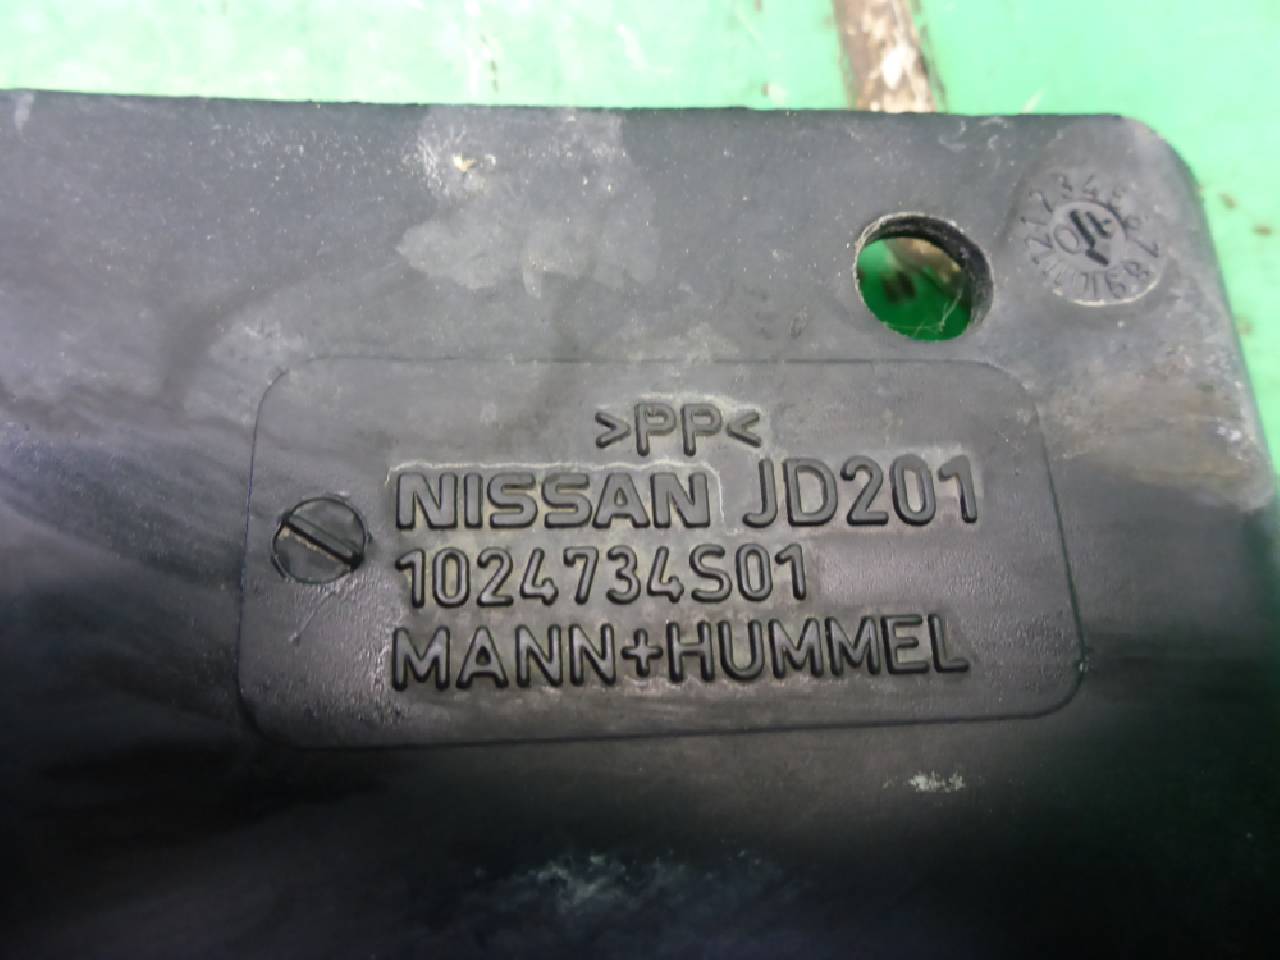 >PP<
NISSAN JD201
1024734S01
MANN+HUMMEL